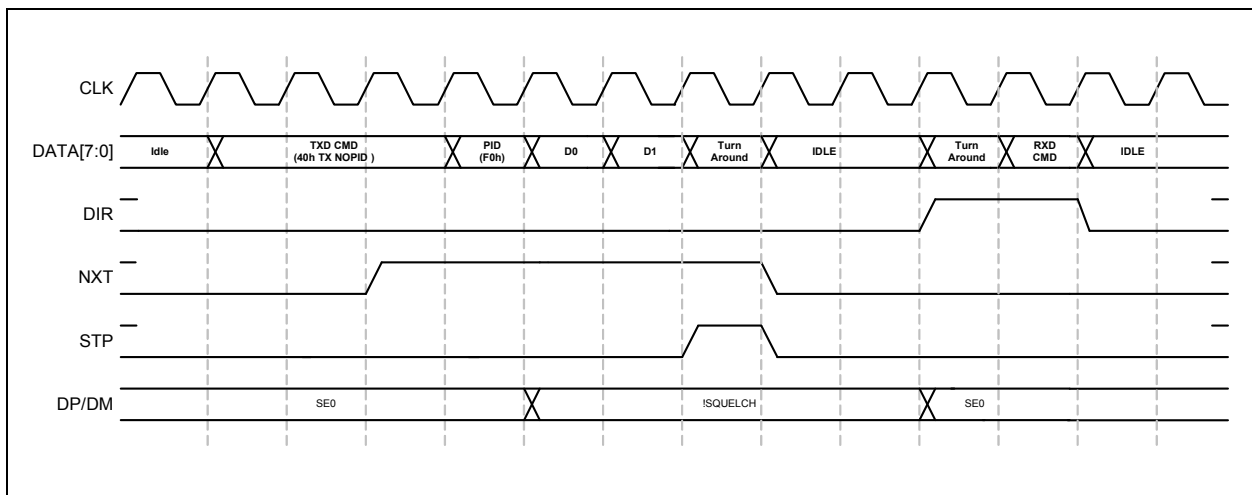 CLK
DATA[7:0]
Idle
TXD CMD
(40h TX NOPID )
PID
(F0h)
D0
D1
Turn
Around
IDLE
Turn
Around
RXD
CMD
IDLE
DIR
NXT
STP
DP/DM
SE0
!SQUELCH
SE0